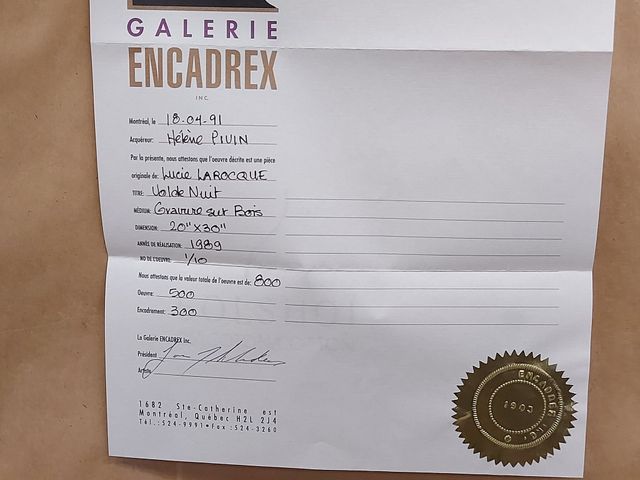 GALERIE
ENCADREX
INC.
Montréal, le 18-04-91
Acquéreur: Hélène PIVIN
Par la présente, nous attestons que l'oeuvre décrite est une pièce
originale de: Lucie LAROCQUE
TITRE: Vol de Nuit
MÉDIUM: Gravure sur Bois
DIMENSION: 20" X 30"
ANNÉE DE RÉALISATION: 1989
NO DE L'OEUVRE: 1/10
Nous attestons que la valeur totale de l'oeuvre est de: 800
Oeuvre: 500
Encadrement: 300
La Galerie ENCADREX inc.
Président
Artiste
1682 Ste-Catherine est
Montréal, Québec H2L 2J4
Tél.: 524-9991 • Fax: 524-3260
ENCADREX INC.